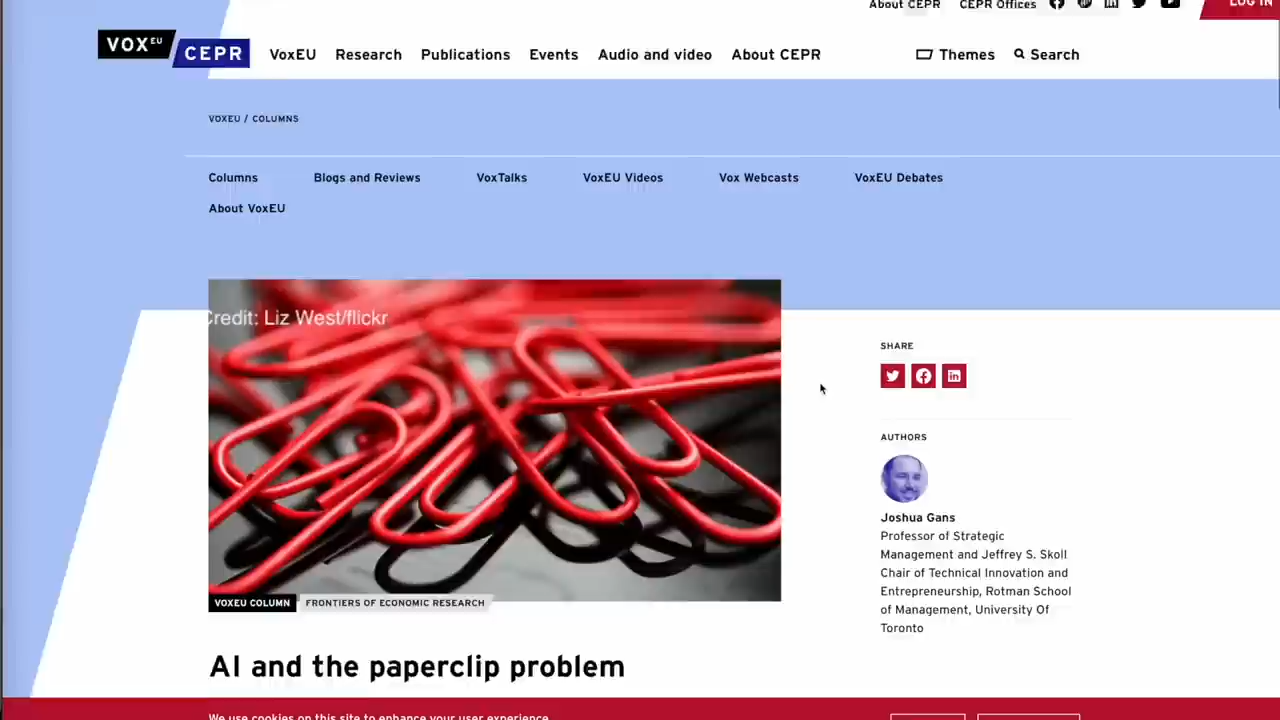 About CEPR CEPR Offices
LOG IN
VOX EU CEPR VoxEU Research Publications Events Audio and video About CEPR Themes Search
VOXEU / COLUMNS
Columns Blogs and Reviews VoxTalks VoxEU Videos Vox Webcasts VoxEU Debates
About VoxEU
Credit: Liz West/flickr
SHARE
AUTHORS
Joshua Gans
Professor of Strategic
Management and Jeffrey S. Skoll
Chair of Technical Innovation and
Entrepreneurship, Rotman School
of Management, University Of
Toronto
VOXEU COLUMN FRONTIERS OF ECONOMIC RESEARCH
AI and the paperclip problem
We use cookies on this site to enhance your user experience